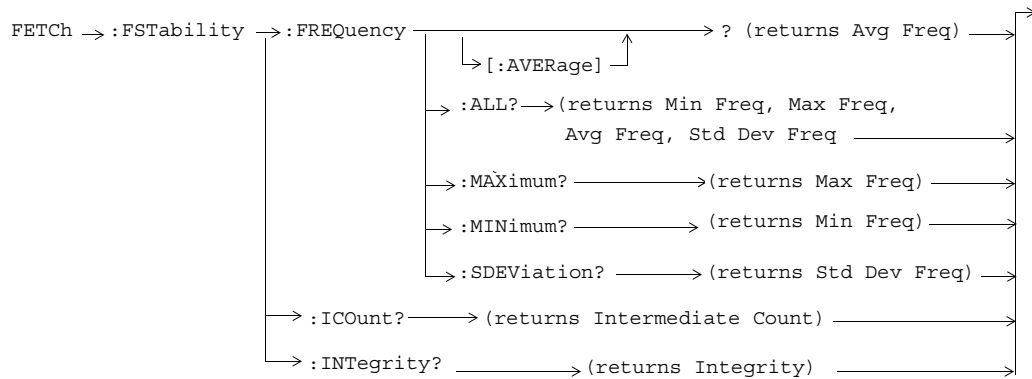 FETCh :FSTability :FREQuency ? (returns Avg Freq)
[:AVERage]
:ALL? (returns Min Freq, Max Freq,
Avg Freq, Std Dev Freq
:MAXimum? (returns Max Freq)
:MINimum? (returns Min Freq)
:SDEViation? (returns Std Dev Freq)
:ICOunt? (returns Intermediate Count)
:INTegrity? (returns Integrity)